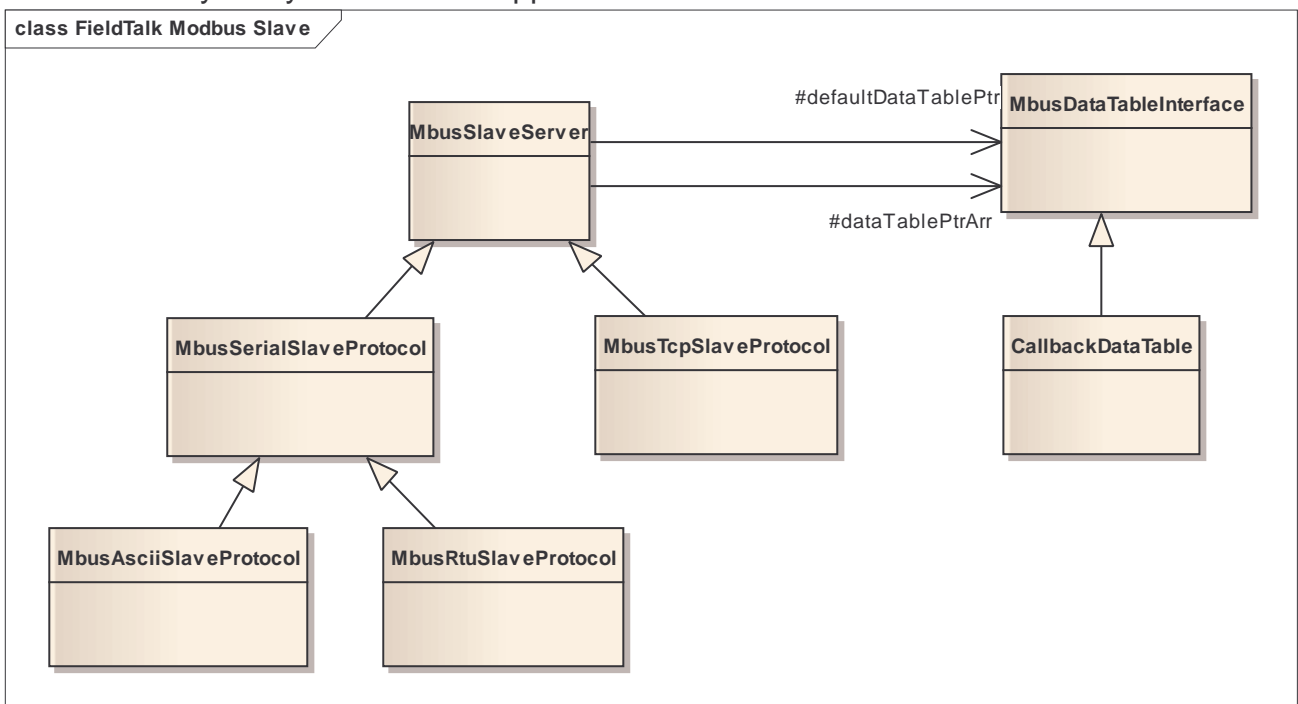 class FieldTalk Modbus Slave
#defaultDataTablePtr
MbusDataTableInterface
MbusSlaveServer
#dataTablePtrArr
MbusSerialSlaveProtocol
MbusTcpSlaveProtocol
CallbackDataTable
MbusAsciiSlaveProtocol
MbusRtuSlaveProtocol